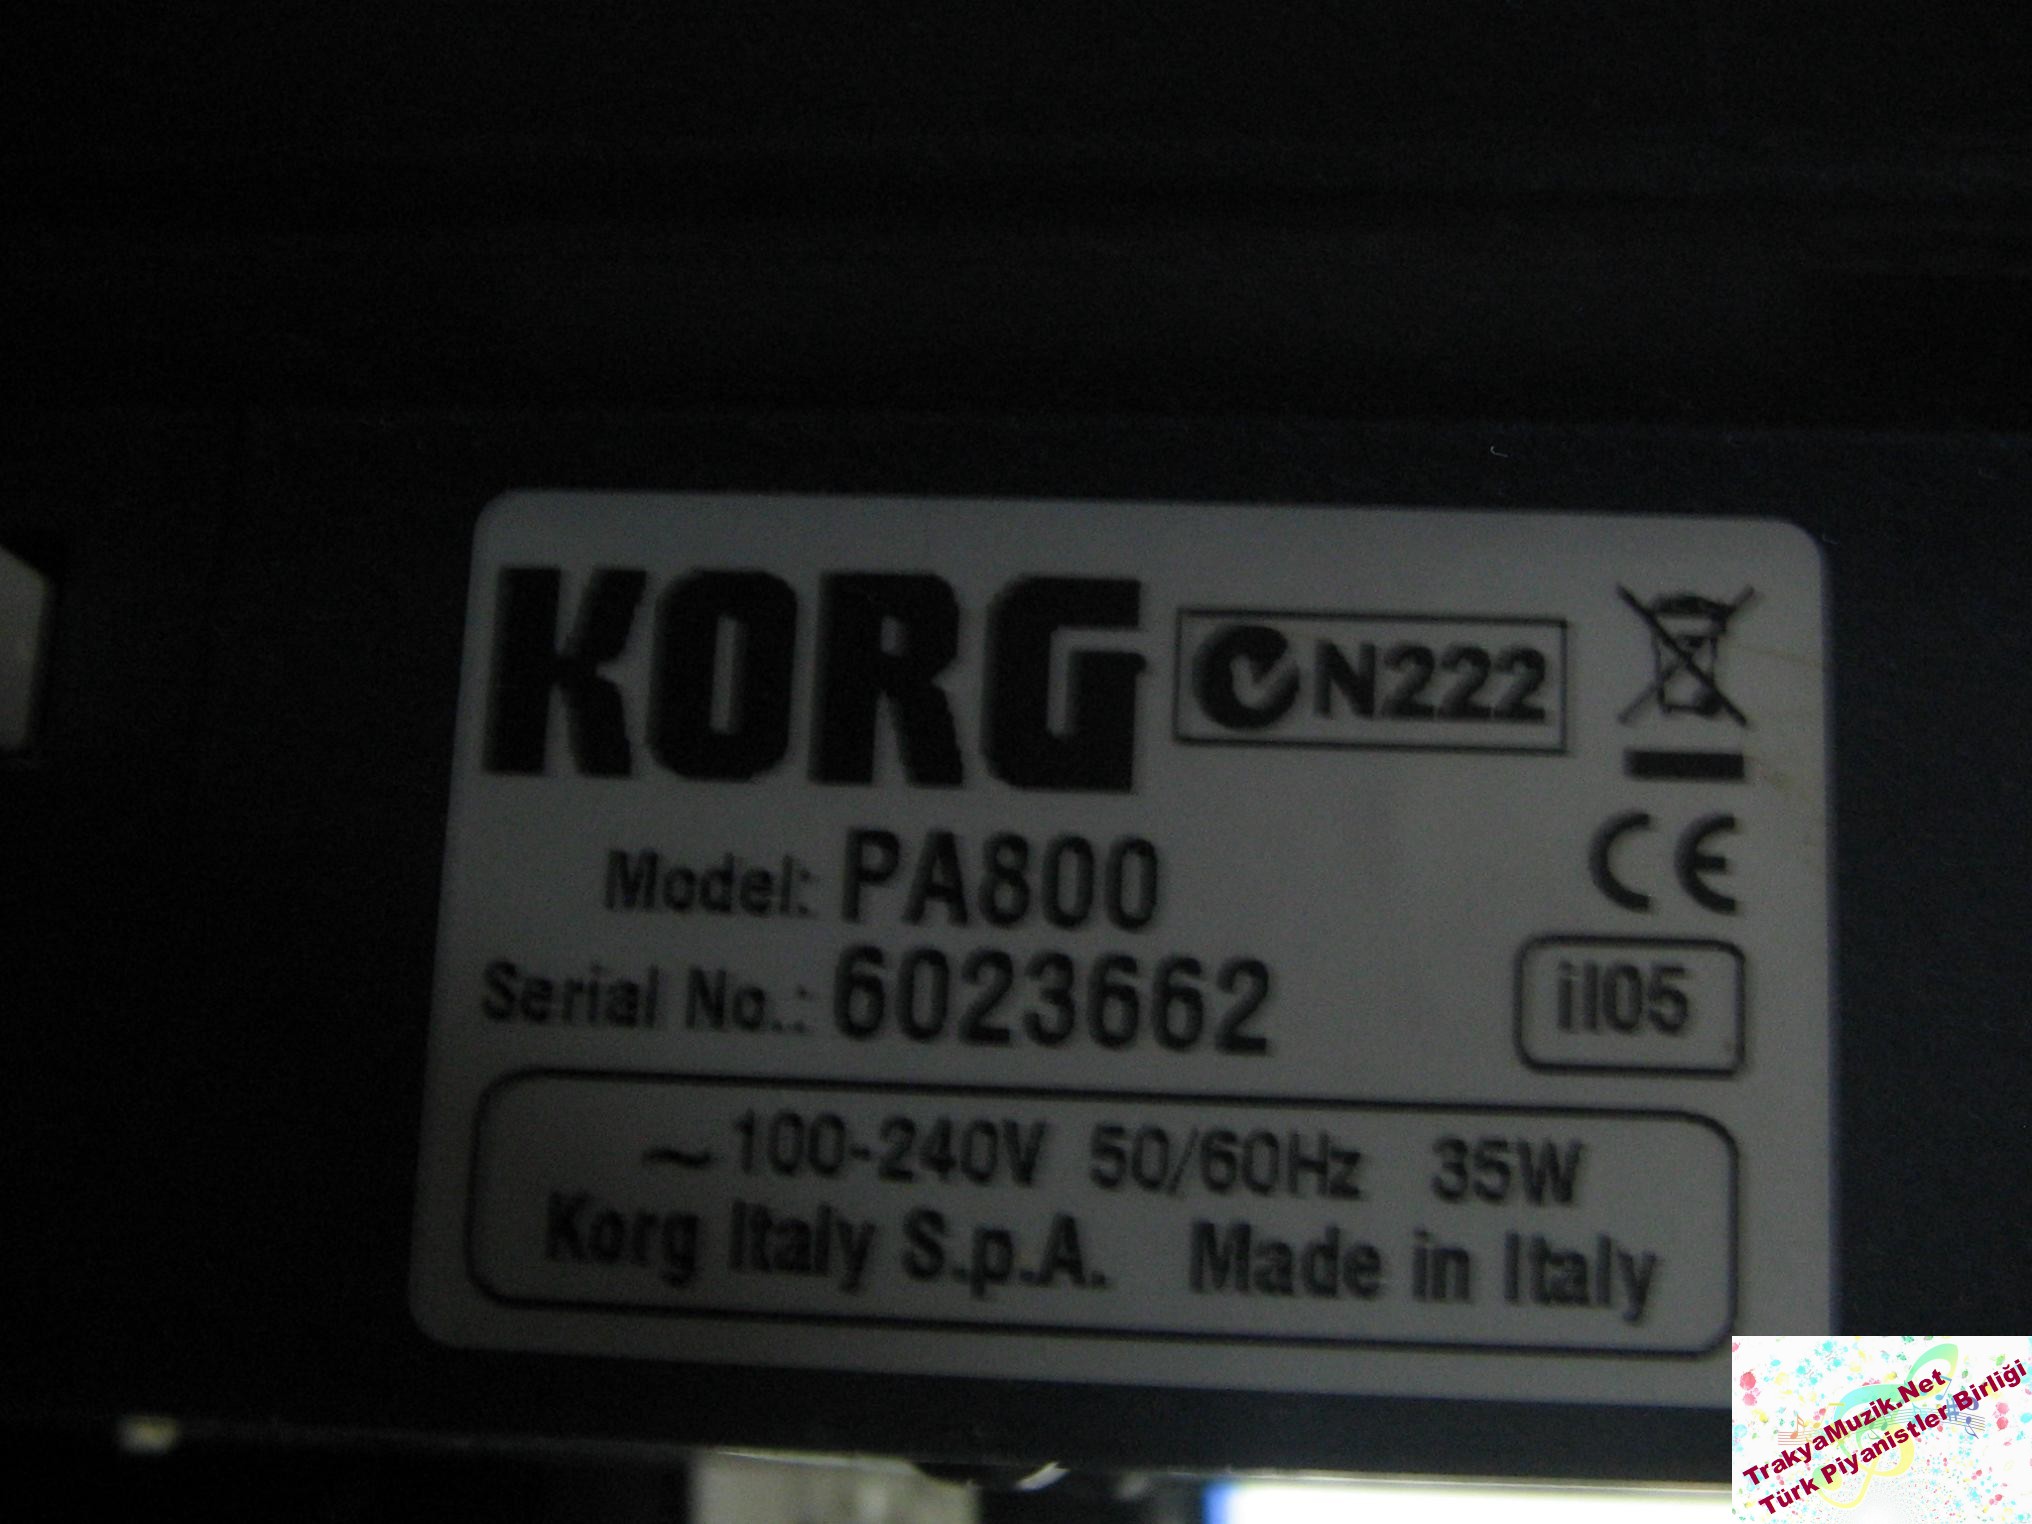 KORG
N222
Model: PA800
Serial No.: 6023662
CE
il05
~ 100-240V 50/60Hz 35W
Korg Italy S.p.A. Made in Italy
TrakyaMuzik.Net
Türk Piyanistler Birliği